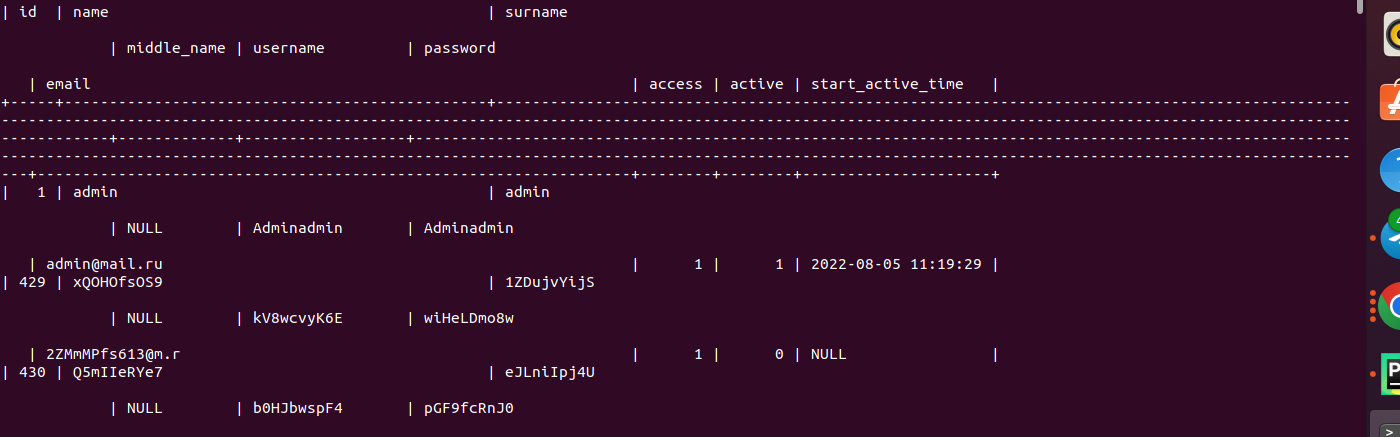 | id  | name                                          | surname
            | middle_name | username         | password
   | email                                                            | access | active | start_active_time   |
+-----+-----------------------------------------------+-----------------------------------------------------------------------------------------------
------------------------------------------------------------------------------------------------------------------------------------------------------
------------+-------------+------------------+--------------------------------------------------------------------------------------------------------
------------------------------------------------------------------------------------------------------------------------------------------------------
---+------------------------------------------------------------------+--------+--------+---------------------+
|   1 | admin                                         | admin
            | NULL        | Adminadmin       | Adminadmin
   | admin@mail.ru                                                    |      1 |      1 | 2022-08-05 11:19:29 |
| 429 | xQOHOfsOS9                                    | 1ZDujvYijS
            | NULL        | kV8wcvyK6E       | wiHeLDmo8w
   | 2ZMmMPfs613@m.r                                                  |      1 |      0 | NULL                |
| 430 | Q5mIIeRYe7                                    | eJLniIpj4U
            | NULL        | b0HJbwspF4       | pGF9fcRnJ0